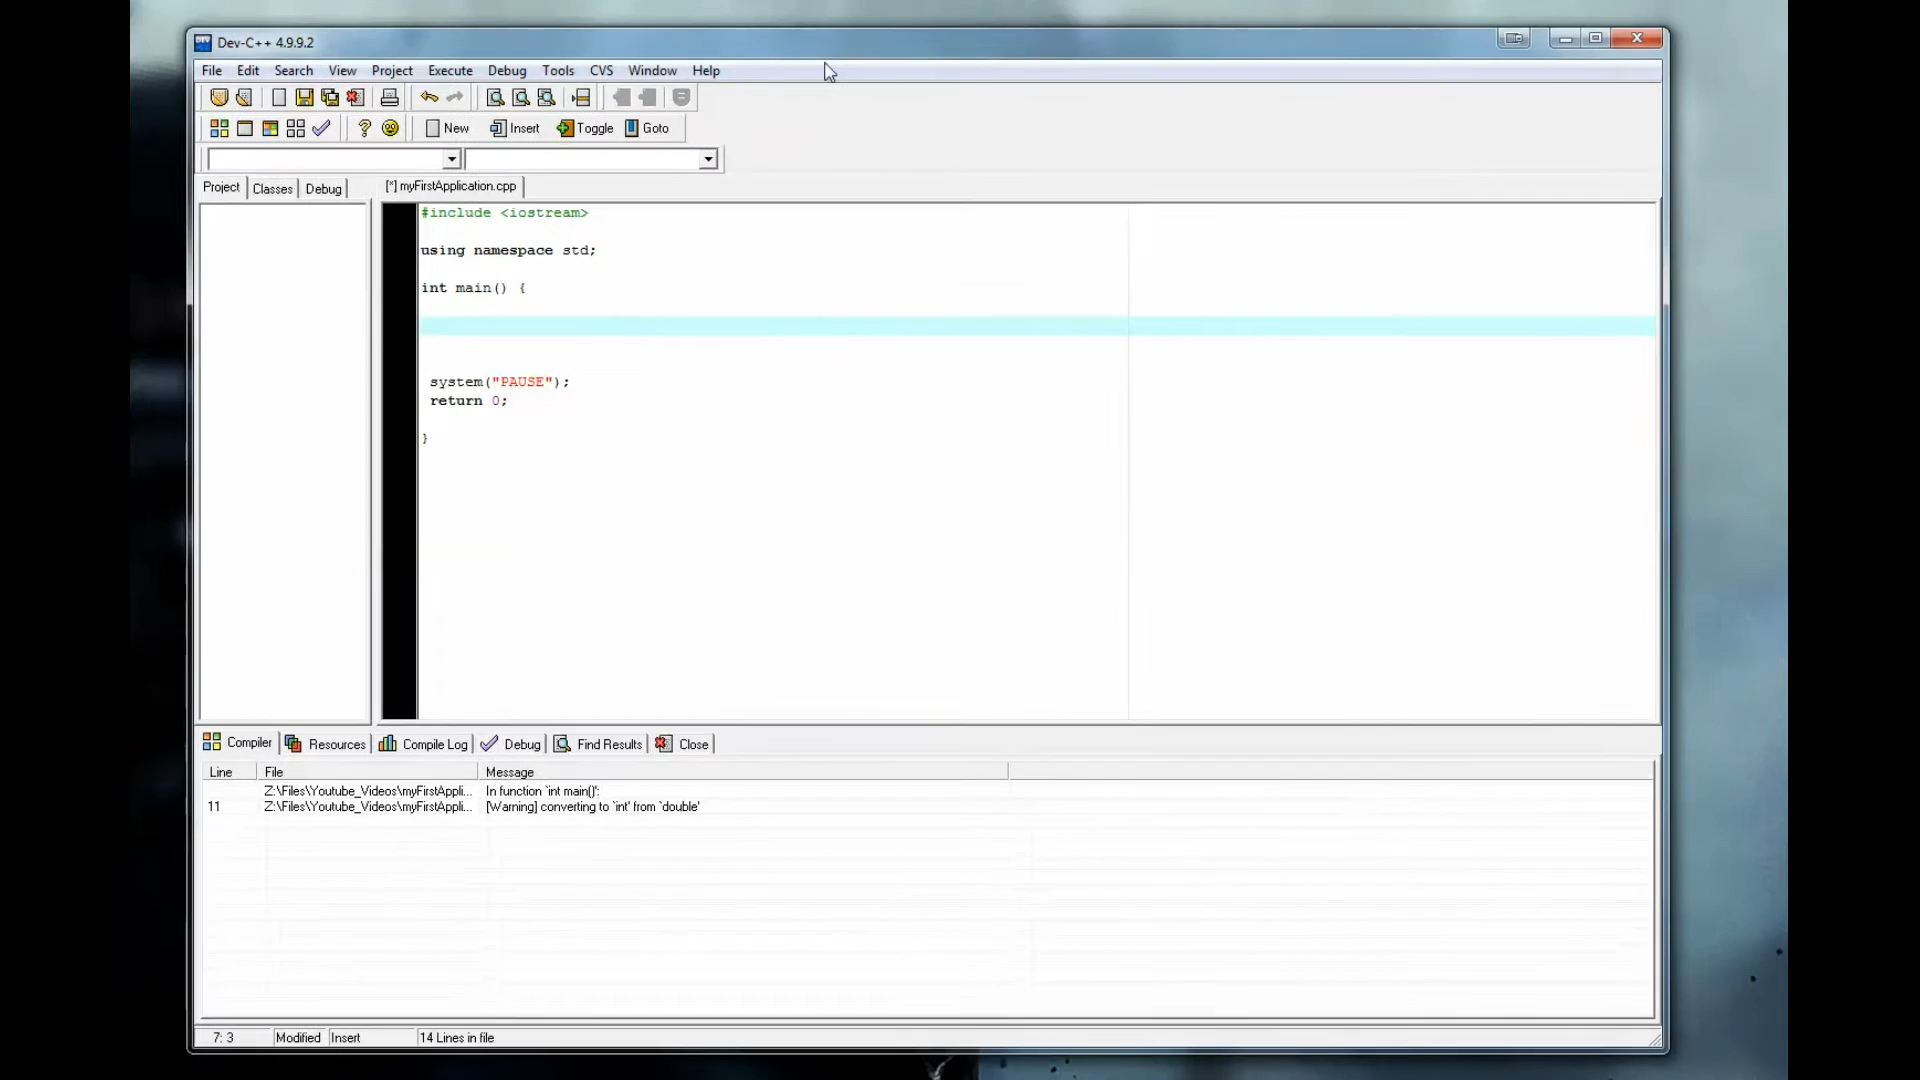 Dev-C++ 4.9.9.2
File Edit Search View Project Execute Debug Tools CVS Window Help
New Insert Toggle Goto
Project Classes Debug
[*] myFirstApplication.cpp
#include <iostream>
using namespace std;
int main() {
system("PAUSE");
return 0;
}
Compiler Resources Compile Log Debug Find Results Close
Line File Message
Z:\Files\Youtube_Videos\myFirstAppli... In function `int main()':
11 Z:\Files\Youtube_Videos\myFirstAppli... [Warning] converting to `int' from `double'
7: 3 Modified Insert 14 Lines in file